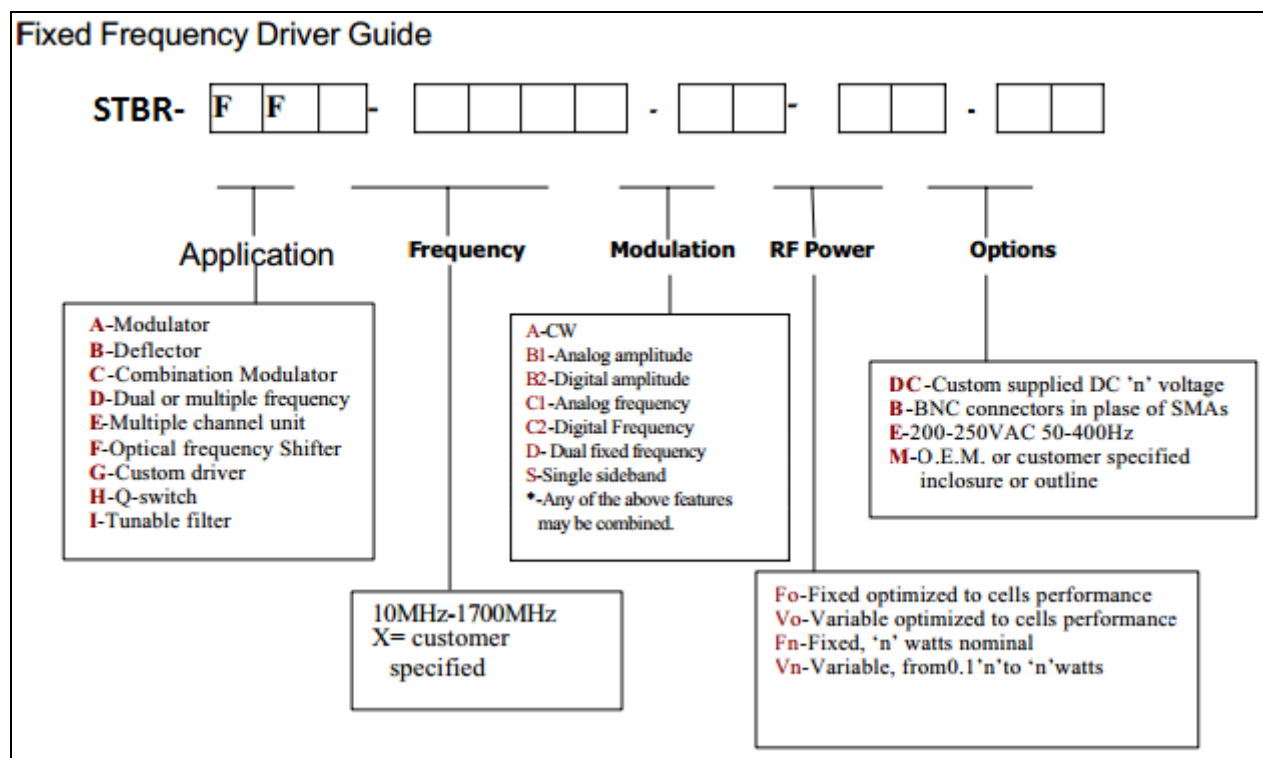 Fixed Frequency Driver Guide
STBR- F F - - - -
Application
Frequency
Modulation
RF Power
Options
A-Modulator
B-Deflector
C-Combination Modulator
D-Dual or multiple frequency
E-Multiple channel unit
F-Optical frequency Shifter
G-Custom driver
H-Q-switch
I-Tunable filter
10MHz-1700MHz
X= customer
specified
A-CW
B1-Analog amplitude
B2-Digital amplitude
C1-Analog frequency
C2-Digital Frequency
D- Dual fixed frequency
S-Single sideband
*-Any of the above features
may be combined.
Fo-Fixed optimized to cells performance
Vo-Variable optimized to cells performance
Fn-Fixed, ‘n’ watts nominal
Vn-Variable, from0.1’n’to ‘n’watts
DC-Custom supplied DC ‘n’ voltage
B-BNC connectors in plase of SMAs
E-200-250VAC 50-400Hz
M-O.E.M. or customer specified
inclosure or outline